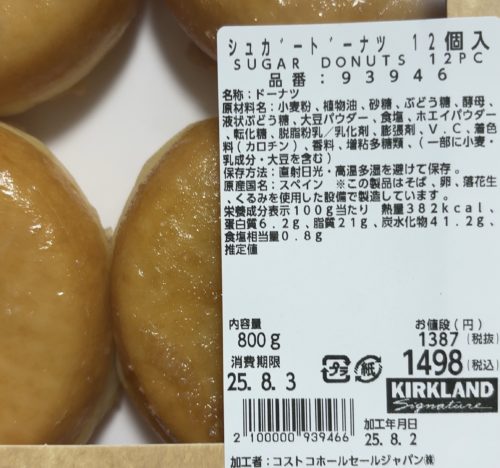 シュガードーナツ 12個入
SUGAR DONUTS 12PC
品番:93946
名称:ドーナツ
原材料名:小麦粉、植物油、砂糖、ぶどう糖、酵母、
液状ぶどう糖、大豆パウダー、食塩、ホエイパウダー
、転化糖、脱脂粉乳/乳化剤、膨張剤、V.C、着色
料(カロチン)、香料、増粘多糖類、(一部に小麦・
乳成分・大豆を含む)
保存方法:直射日光・高温多湿を避けて保存。
原産国名:スペイン ※この製品はそば、卵、落花生
、くるみを使用した設備で製造しています。
栄養成分表示100g当たり 熱量382kcal、
蛋白質6.2g、脂質21g、炭水化物41.2g、
食塩相当量0.8g
推定値
内容量
800g
お値段(円)
1387(税抜)
消費期限
25.8.3
プラ 紙
1498(税込)
KIRKLAND
Signature
2 100000 939466
加工年月日
25.8.2
加工者:コストコホールセールジャパン㈱